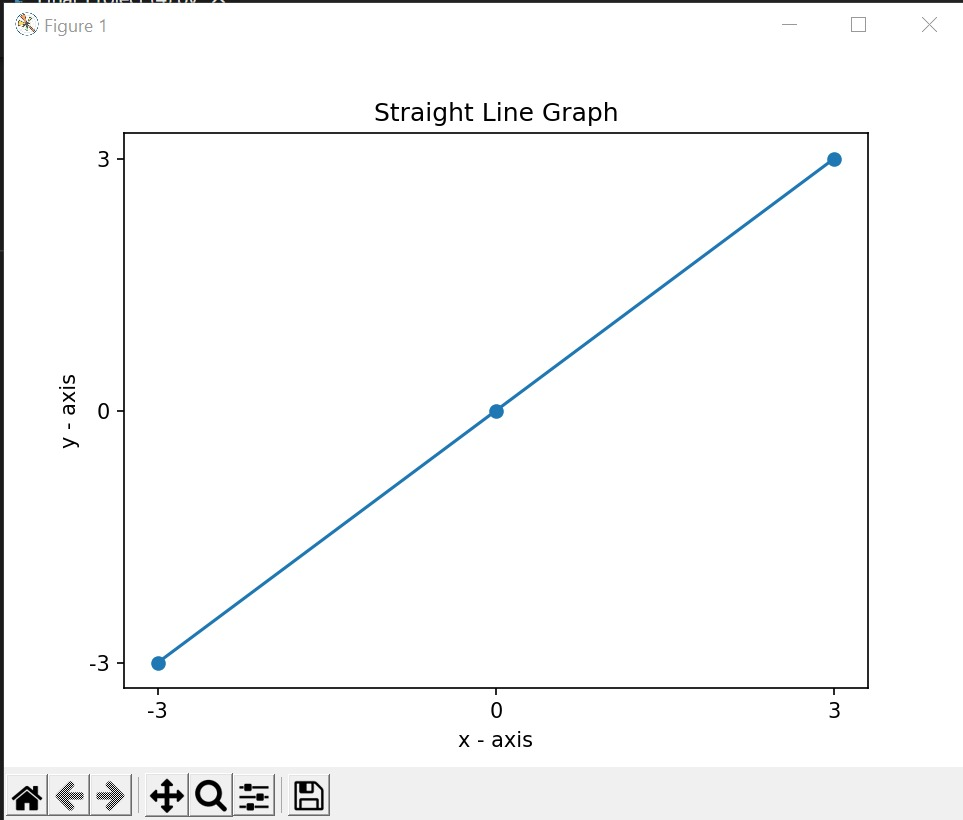 Figure 1
Straight Line Graph
3
0
-3
y - axis
-3 0 3
x - axis